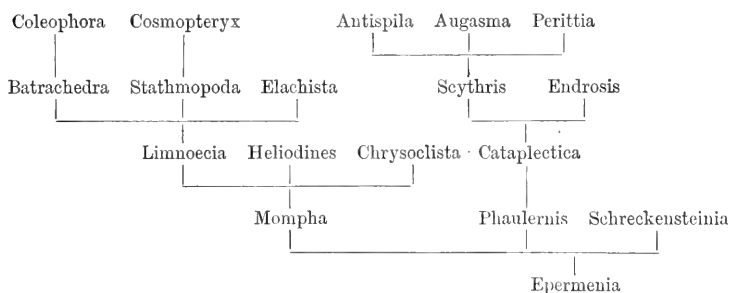 Coleophora Cosmopteryx Antispila Augasma Perittia
Batrachedra Stathmopoda Elachista Scythris Endrosis
Limnoecia Heliodines Chrysoclista Cataplectica
Mompha Phaulernis Schreckensteinia
Epermenia